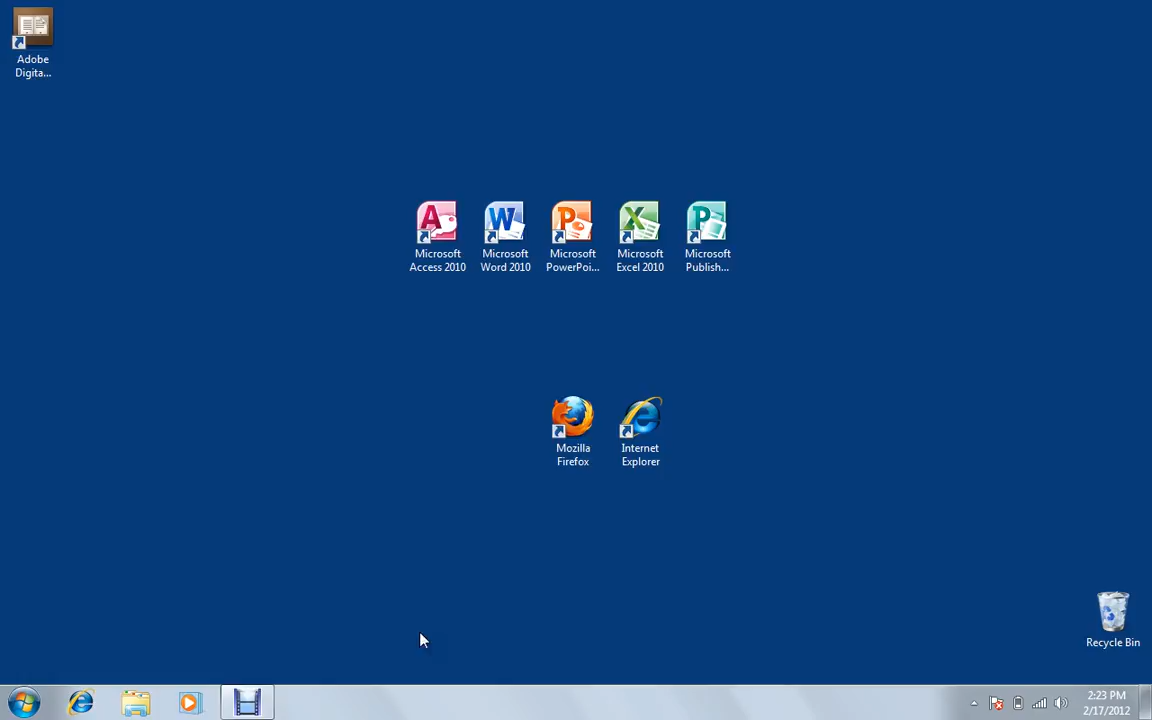 Adobe
Digita...
Microsoft
Access 2010
Microsoft
Word 2010
Microsoft
PowerPoi...
Microsoft
Excel 2010
Microsoft
Publish...
Mozilla
Firefox
Internet
Explorer
Recycle Bin
2:23 PM
2/17/2012